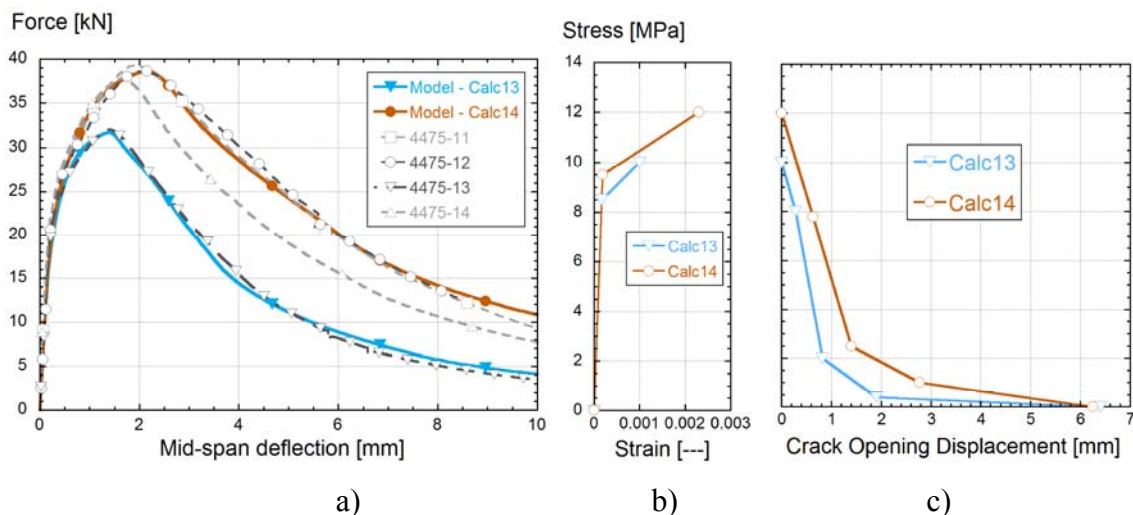 Force [kN]
40
35
30
25
20
15
10
5
0
0 2 4 6 8 10
Mid-span deflection [mm]
Model - Calc13
Model - Calc14
4475-11
4475-12
4475-13
4475-14
a)
Stress [MPa]
14
12
10
8
6
4
2
0
0 0.001 0.002 0.003
Strain [---]
Calc13
Calc14
b)
0 1 2 3 4 5 6 7
Crack Opening Displacement [mm]
Calc13
Calc14
c)